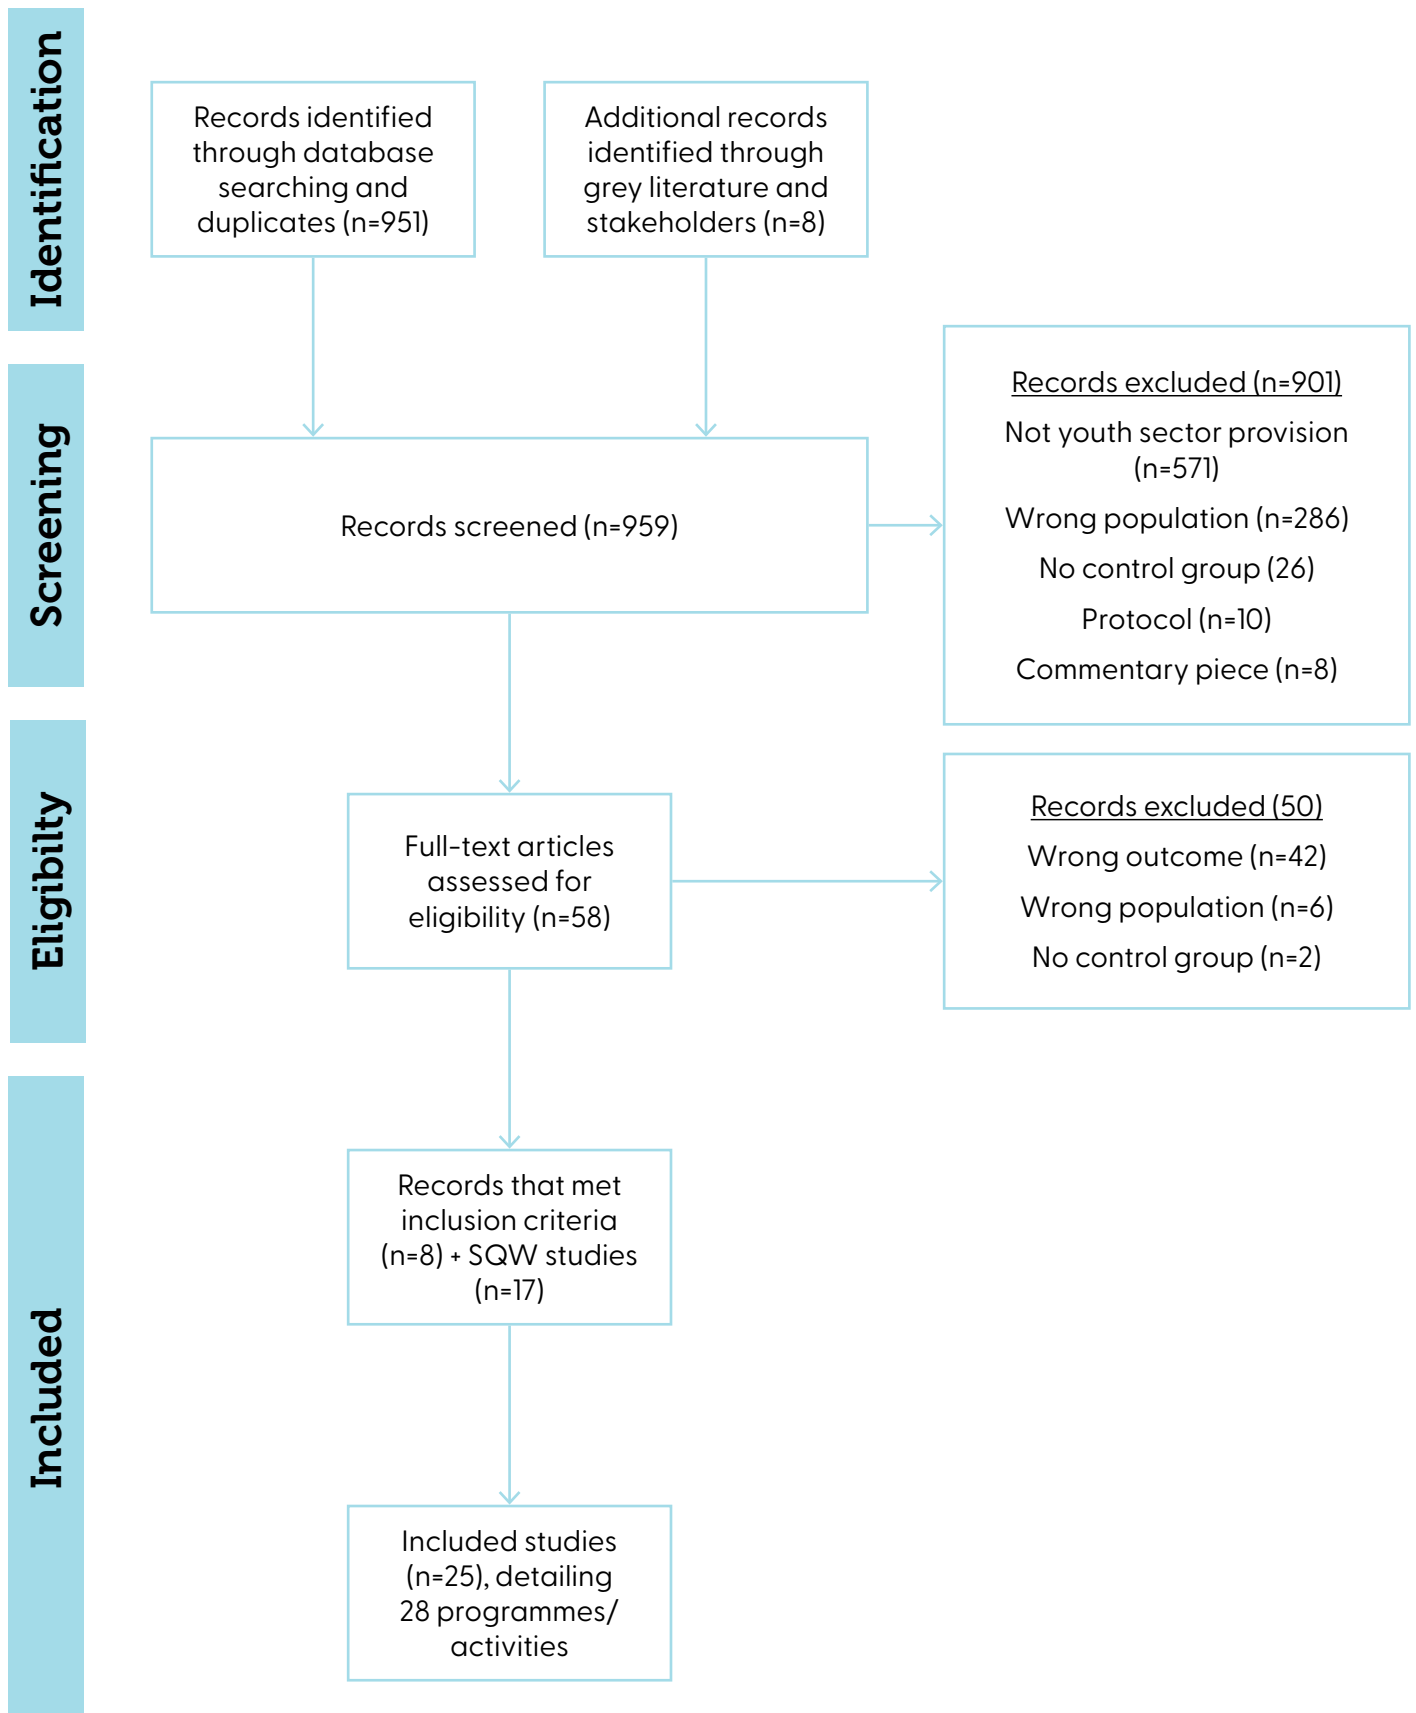 Identification
Records identified
through database
searching and
duplicates (n=951)
Additional records
identified through
grey literature and
stakeholders (n=8)
Screening
Records screened (n=959)
Records excluded (n=901)
Not youth sector provision
(n=571)
Wrong population (n=286)
No control group (26)
Protocol (n=10)
Commentary piece (n=8)
Eligibilty
Full-text articles
assessed for
eligibility (n=58)
Records excluded (50)
Wrong outcome (n=42)
Wrong population (n=6)
No control group (n=2)
Included
Records that met
inclusion criteria
(n=8) + SQW studies
(n=17)
Included studies
(n=25), detailing
28 programmes/
activities